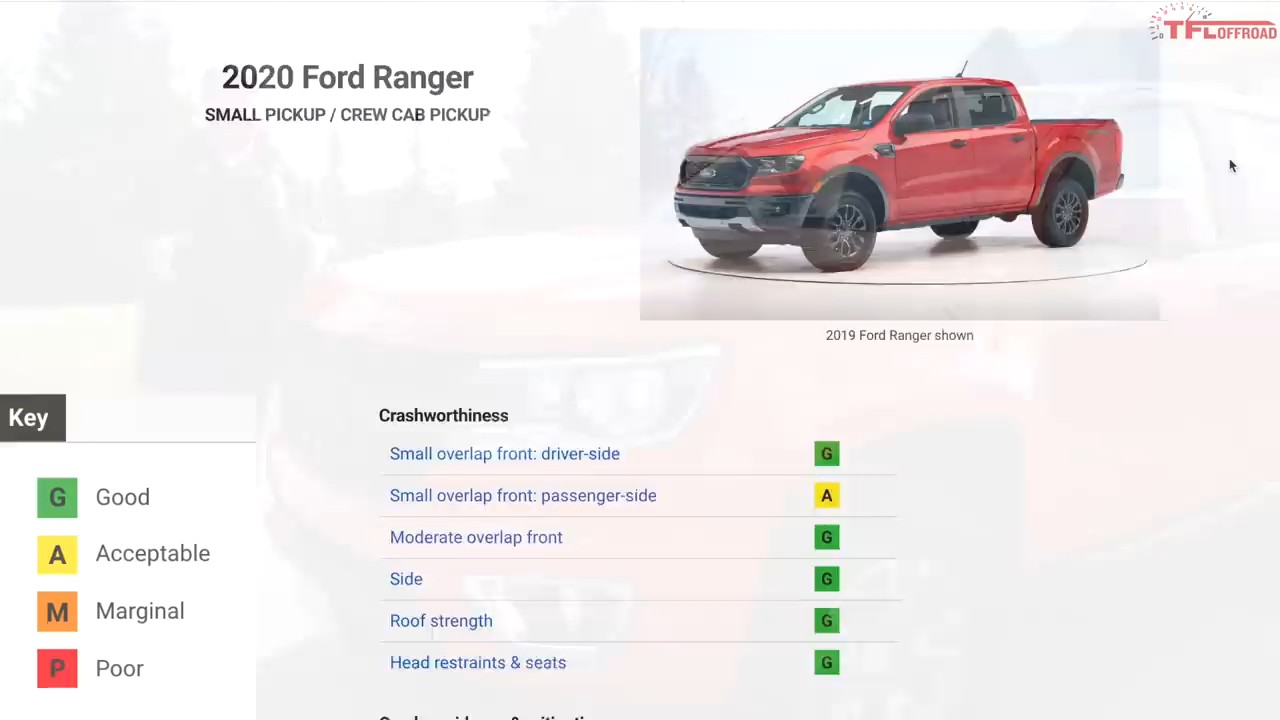 TFLOFFROAD
2020 Ford Ranger
SMALL PICKUP / CREW CAB PICKUP
2019 Ford Ranger shown
Key
G Good
A Acceptable
M Marginal
P Poor
Crashworthiness
Small overlap front: driver-side G
Small overlap front: passenger-side A
Moderate overlap front G
Side G
Roof strength G
Head restraints & seats G